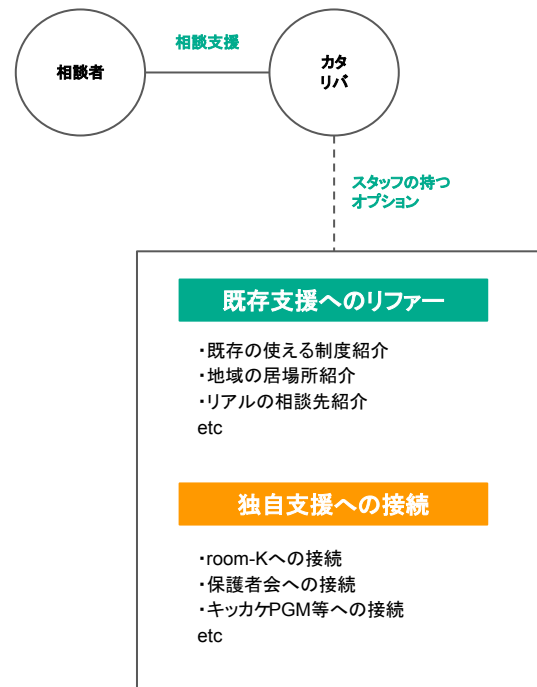 相談支援
相談者
カタ
リバ
スタッフの持つ
オプション
既存支援へのリファー
・既存の使える制度紹介
・地域の居場所紹介
・リアルの相談先紹介
etc
独自支援への接続
・room-Kへの接続
・保護者会への接続
・キッカケPGM等への接続
etc